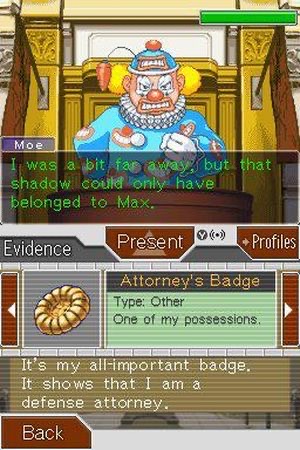 Moe
I was a bit far away, but that
shadow could only have
belonged to Max.
Evidence
Present
Y
Profiles
Attorney's Badge
Type: Other
One of my possessions.
It's my all-important badge.
It shows that I am a
defense attorney.
Back